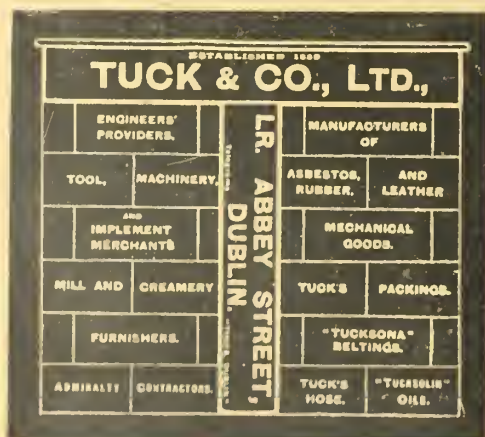 ESTABLISHED
TUCK & CO., LTD.,
ENGINEERS'
PROVIDERS,
TOOL, MACHINERY,
AND
IMPLEMENT
MERCHANTS
MILL AND CREAMERY
FURNISHERS.
ADMIRALTY CONTRACTORS.
LR. ABBEY STREET,
DUBLIN.
MANUFACTURERS
OF
ASBESTOS, RUBBER, AND LEATHER
MECHANICAL
GOODS.
TUCK'S PACKINGS.
"TUCKSONA"
BELTINGS.
TUCK'S HOSE, "TUCKSOLIN" OILS.